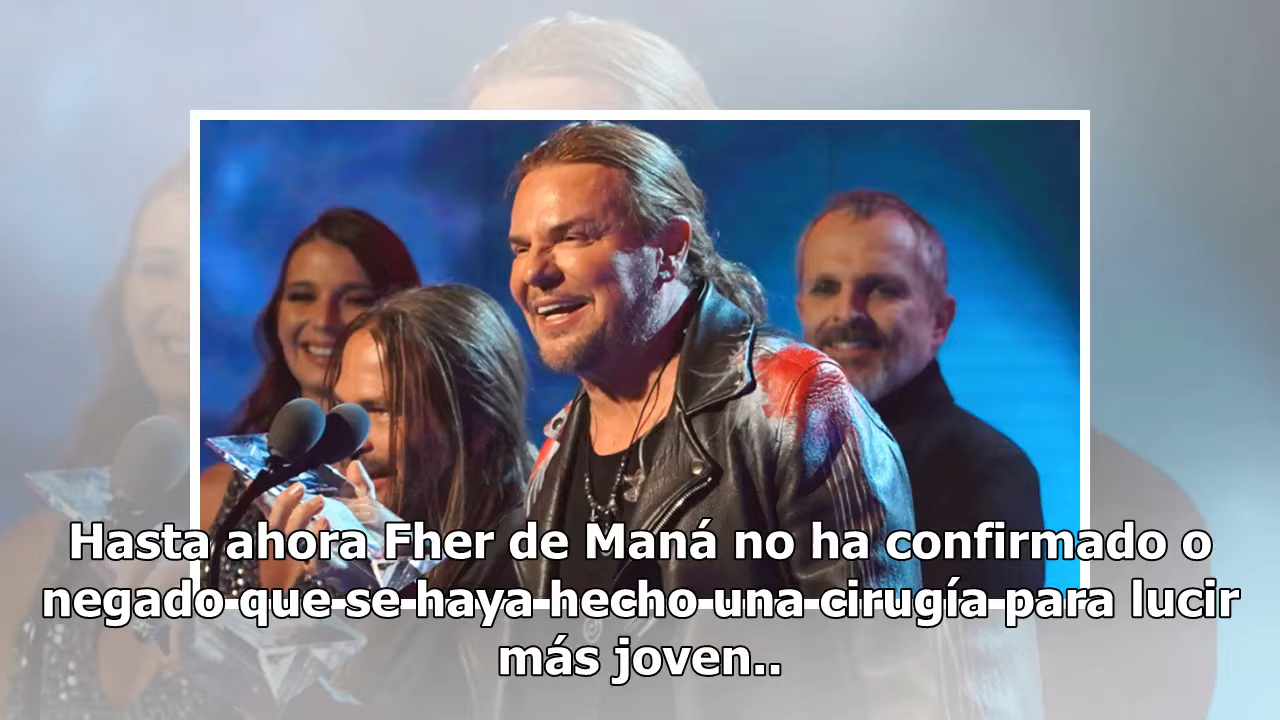 Hasta ahora Fher de Maná no ha confirmado o
negado que se haya hecho una cirugía para lucir
más joven..